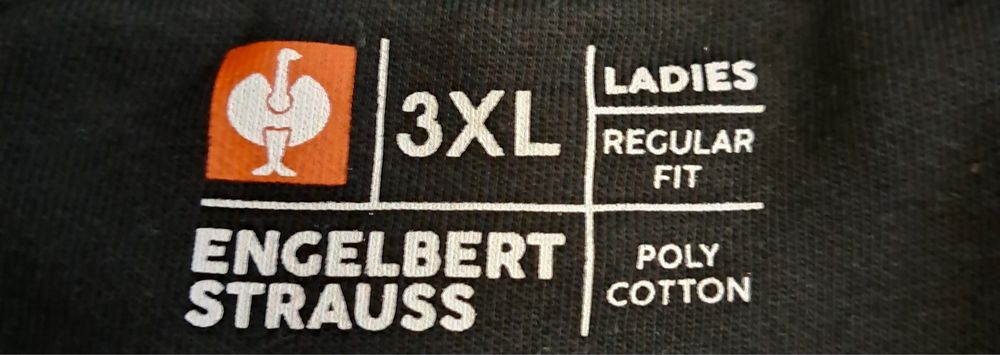 3XL
LADIES
REGULAR
FIT
ENGELBERT
STRAUSS
POLY
COTTON